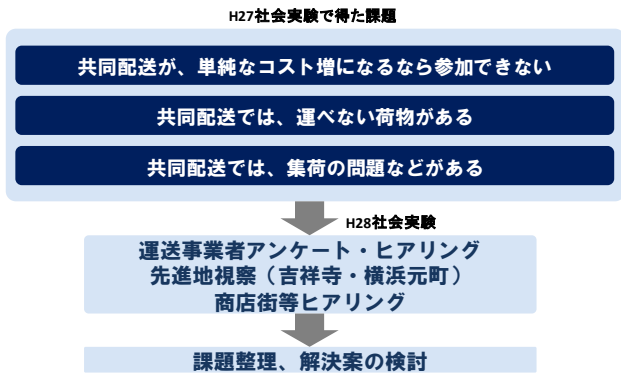 H27社会実験で得た課題
共同配送が、単純なコスト増になるなら参加できない
共同配送では、運べない荷物がある
共同配送では、集荷の問題などがある
H28社会実験
運送事業者アンケート・ヒアリング
先進地視察（吉祥寺・横浜元町）
商店街等ヒアリング
課題整理、解決案の検討